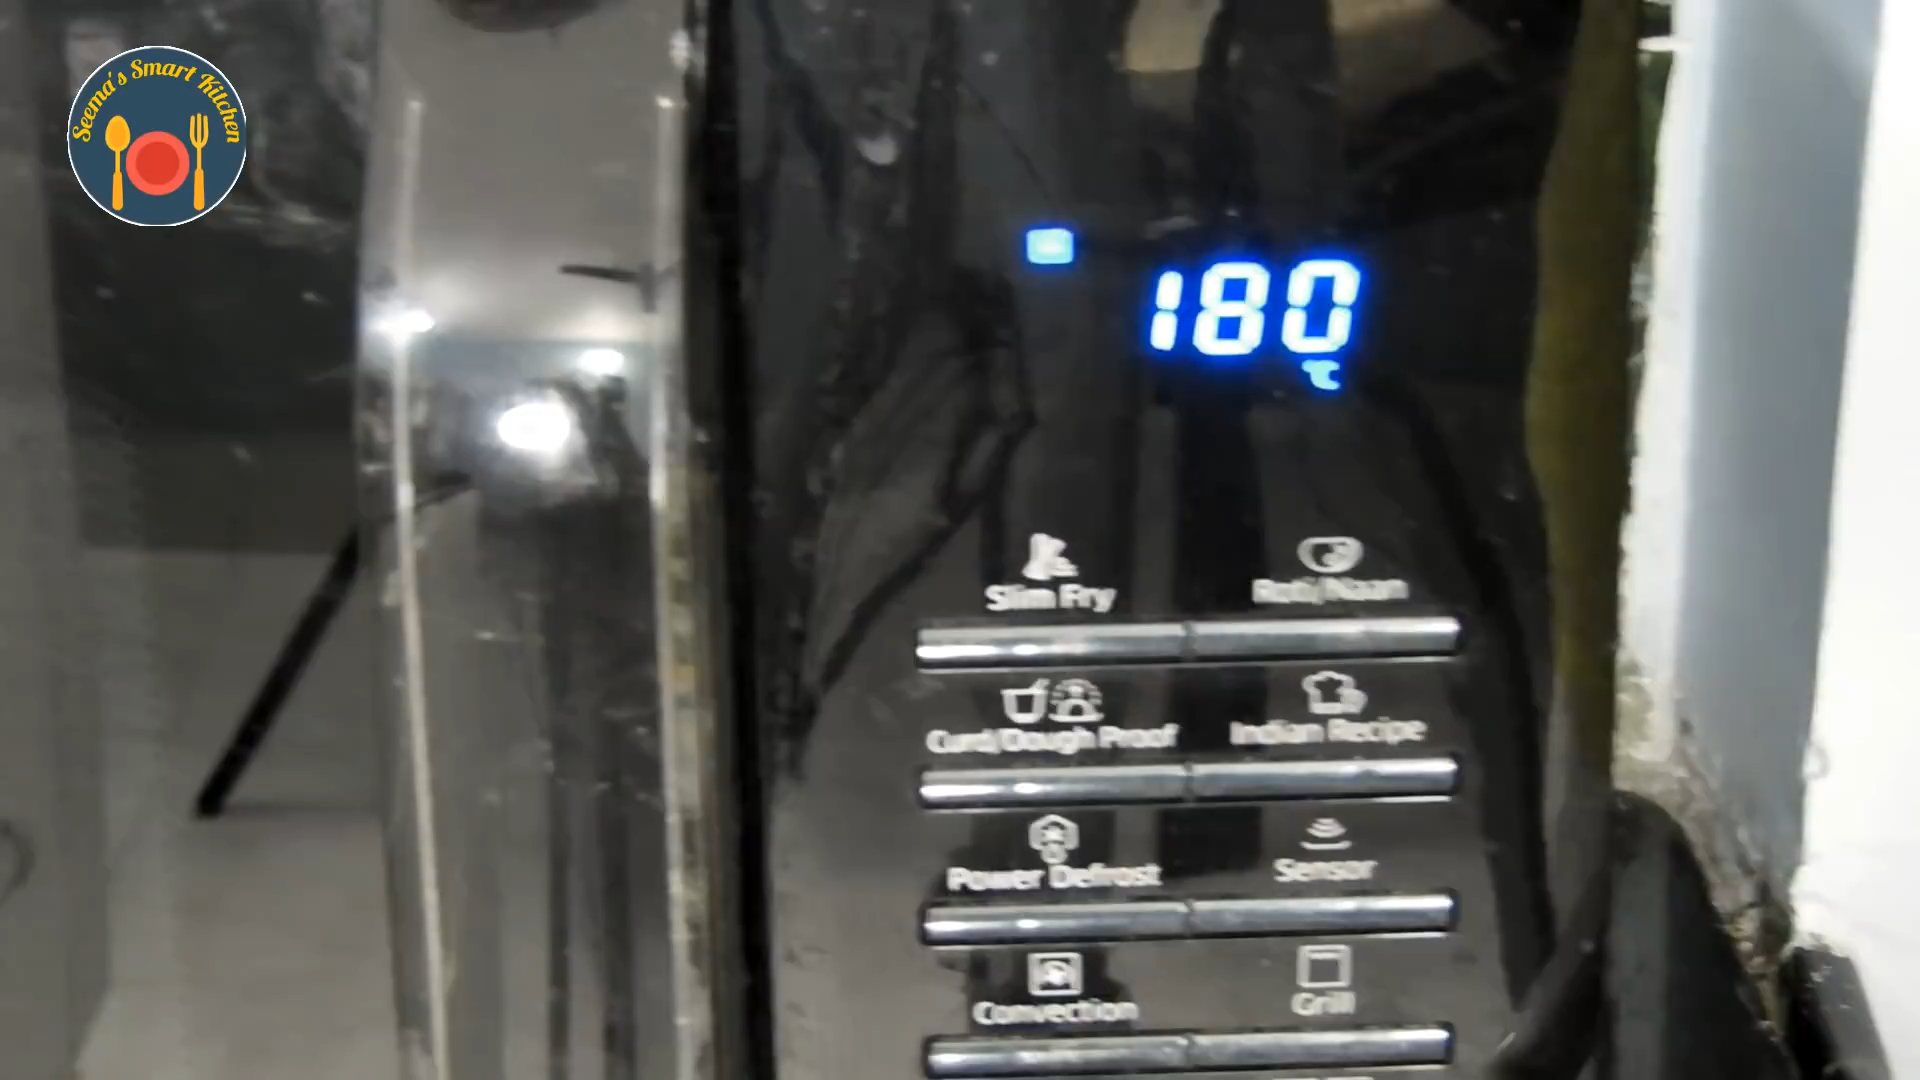 Seema's Smart Kitchen
180
°C
Slim Fry
Roti/Naan
Curd/Dough Proof
Indian Recipe
Power Defrost
Sensor
Convection
Grill